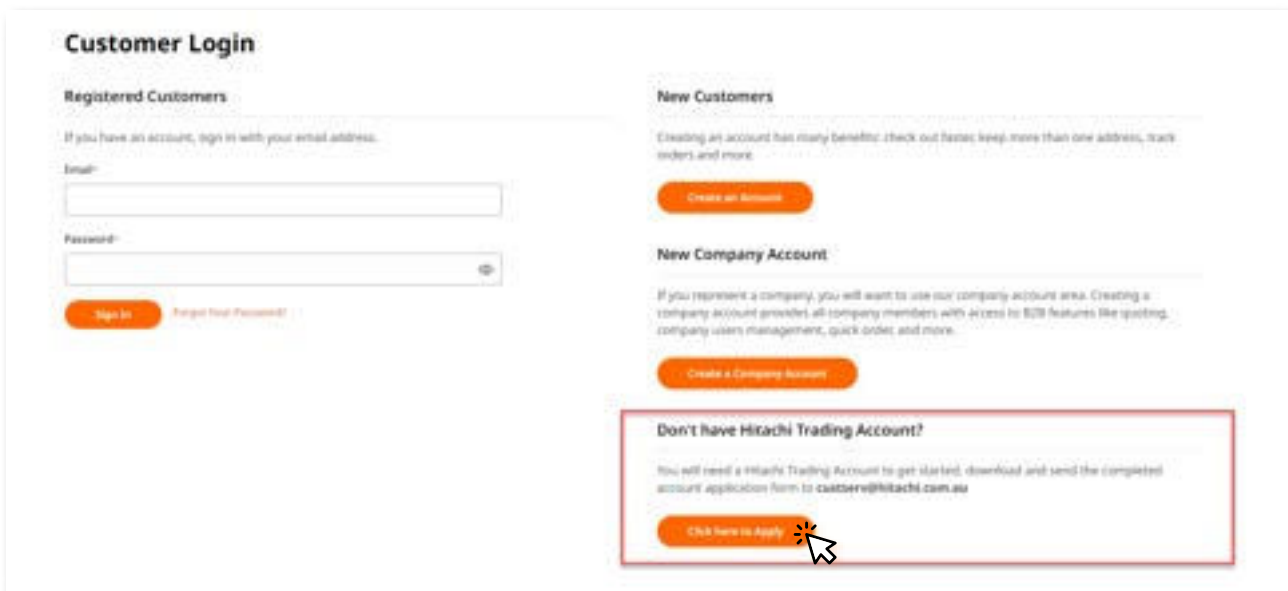 Customer Login
Registered Customers
If you have an account, sign in with your email address.
Email*
Password*
Sign In
Forgot Your Password?
New Customers
Creating an account has many benefits: check out faster, keep more than one address, track
orders and more.
Create an Account
New Company Account
If you represent a company, you will want to use our company account area. Creating a
company account provides all company members with access to B2B features like quoting,
company users management, quick order and more.
Create a Company Account
Don't have Hitachi Trading Account?
You will need a Hitachi Trading Account to get started, download and send the completed
account application form to custserv@hitachi.com.au
Click here to Apply